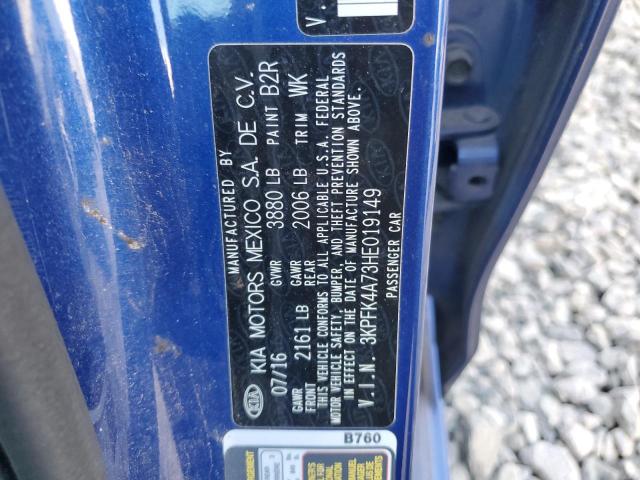 MANUFACTURED BY
KIA KIA MOTORS MEXICO S.A. DE C.V.
07/16 GVWR 3880 LB PAINT B2R
GAWR FRONT 2161 LB GAWR REAR 2006 LB TRIM WK
THIS VEHICLE CONFORMS TO ALL APPLICABLE U.S.A. FEDERAL
MOTOR VEHICLE SAFETY, BUMPER, AND THEFT PREVENTION STANDARDS
IN EFFECT ON THE DATE OF MANUFACTURE SHOWN ABOVE.
V.I.N. 3KPFK4A73HE019149
PASSENGER CAR
V.
B760